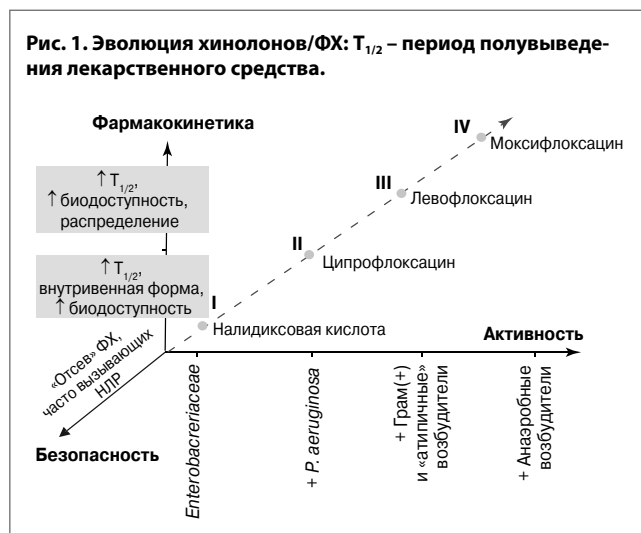 Рис. 1. Эволюция хинолонов/ФХ: T1/2 – период полувыведе-
ния лекарственного средства.
Фармакокинетика
↑ T1/2,
↑ биодоступность,
распределение
↑ T1/2,
внутривенная форма,
↑ биодоступность
IV
Моксифлоксацин
III
Левофлоксацин
II
Ципрофлоксацин
I
Налидиксовая кислота
Активность
«Отсев» ФХ,
часто вызывающих
НЛР
Безопасность
Enterobacreriaceae
+ P. aeruginosa
+ Грам(+)
и «атипичные»
возбудители
+ Анаэробные
возбудители